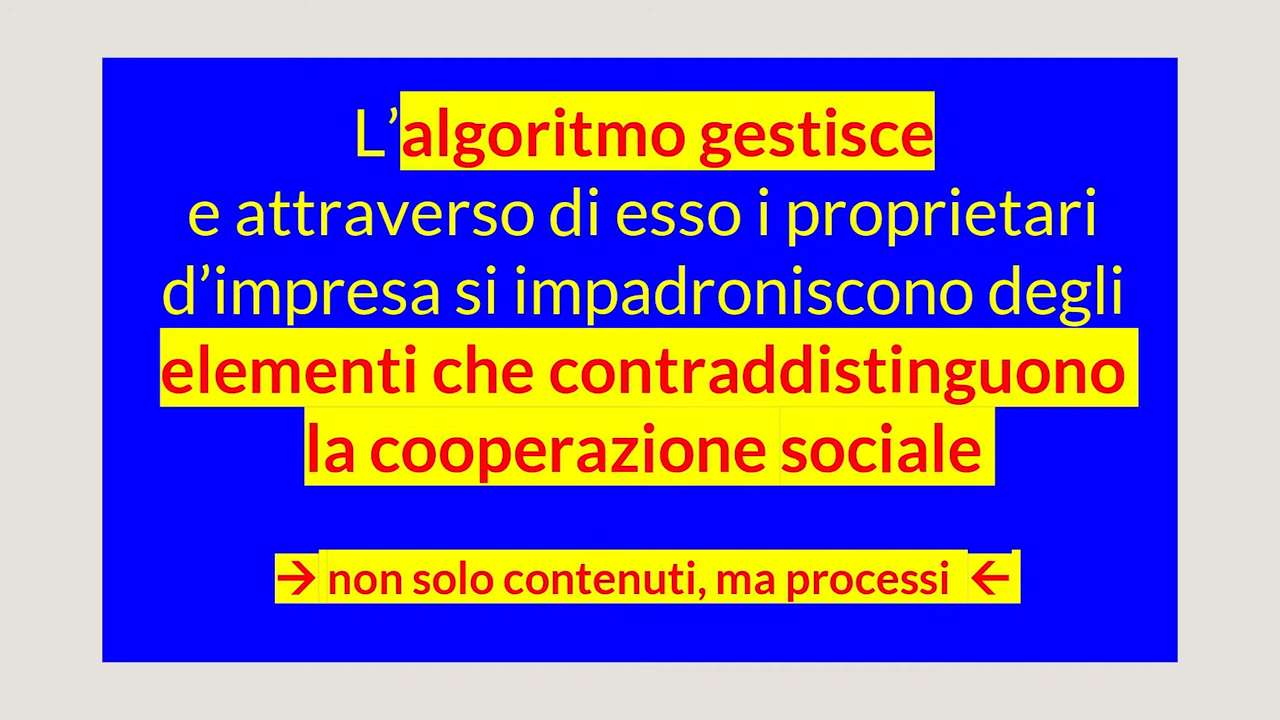 L’algoritmo gestisce
e attraverso di esso i proprietari
d’impresa si impadroniscono degli
elementi che contraddistinguono
la cooperazione sociale
→ non solo contenuti, ma processi ←